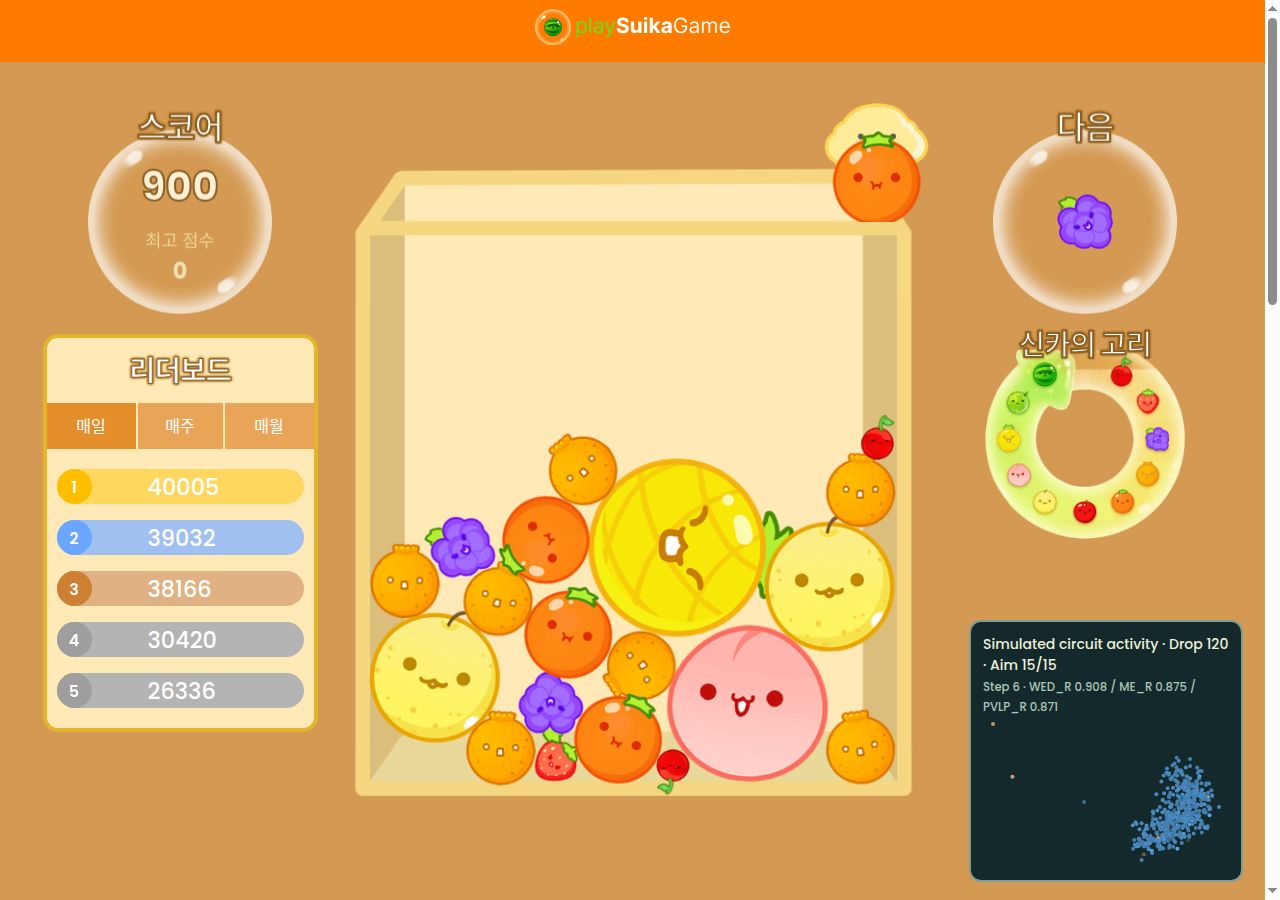 playSuikaGame
스코어
900
최고 점수
0
다음
신카의 고리
리더보드
매일 매주 매월
1 40005
2 39032
3 38166
4 30420
5 26336
Simulated circuit activity · Drop 120
· Aim 15/15
Step 6 · WED_R 0.908 / ME_R 0.875 /
PVLP_R 0.871